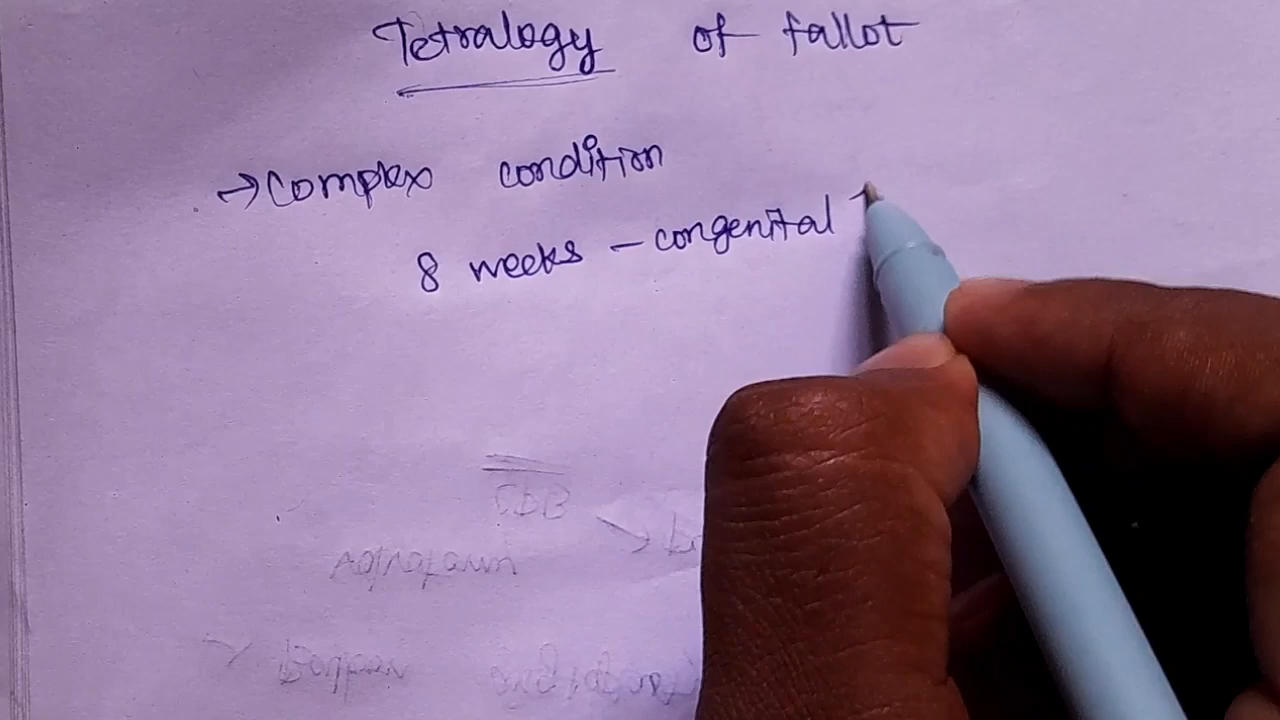 Tetralogy of fallot
→ Complex condition
8 weeks – congenital